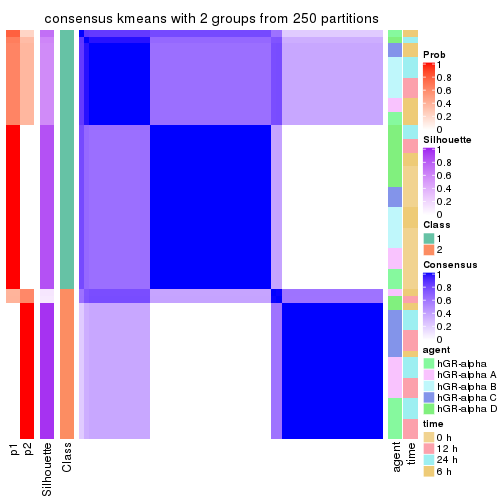 consensus kmeans with 2 groups from 250 partitions
Prob
1
0.8
0.6
0.4
0.2
0
Silhouette
1
0.8
0.6
0.4
0.2
0
Class
1
2
Consensus
1
0.8
0.6
0.4
0.2
0
agent
hGR-alpha
hGR-alpha A
hGR-alpha B
hGR-alpha C
hGR-alpha D
time
0 h
12 h
24 h
6 h
p1
p2
Silhouette
Class
agent
time